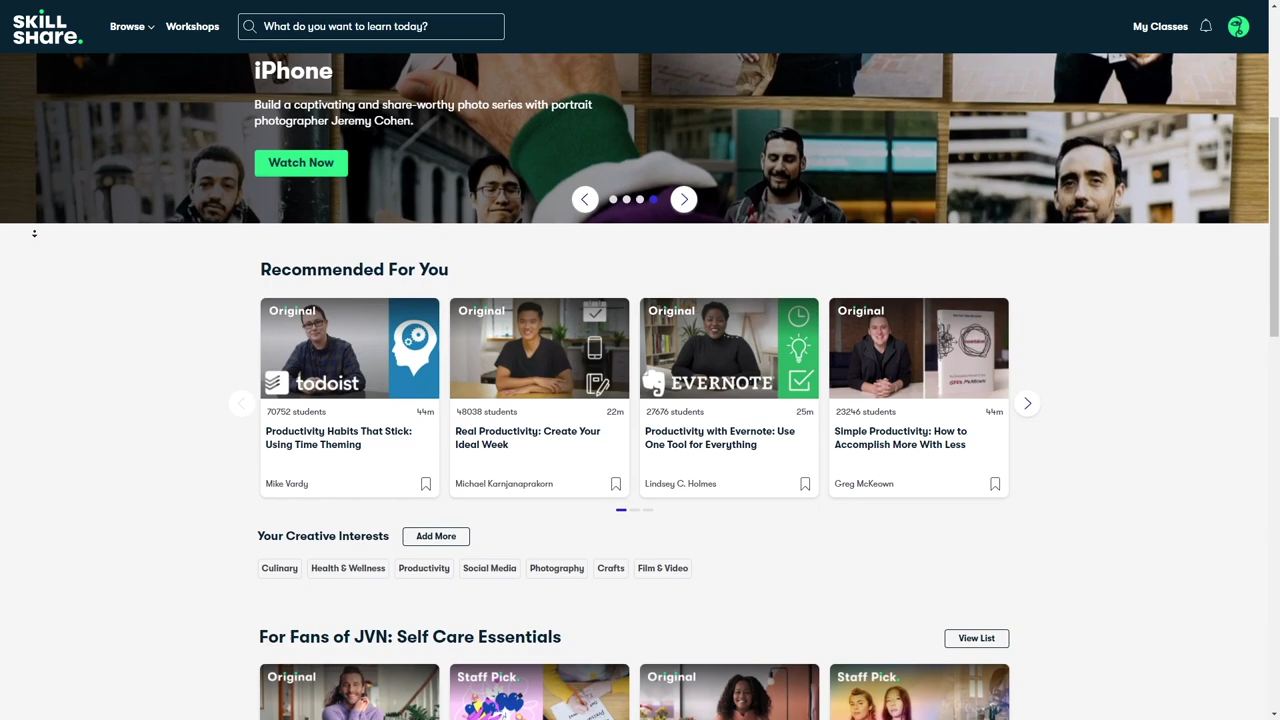 SKILL
SHARE.
Browse
Workshops
What do you want to learn today?
My Classes
iPhone
Build a captivating and share-worthy photo series with portrait
photographer Jeremy Cohen.
Watch Now
Recommended For You
Original
Original
Original
Original
todoist
EVERNOTE
70752 students
44m
48038 students
22m
27676 students
25m
23246 students
44m
Productivity Habits That Stick:
Using Time Theming
Real Productivity: Create Your
Ideal Week
Productivity with Evernote: Use
One Tool for Everything
Simple Productivity: How to
Accomplish More With Less
Mike Vardy
Michael Karnjanaprakorn
Lindsey C. Holmes
Greg McKeown
Your Creative Interests
Add More
Culinary
Health & Wellness
Productivity
Social Media
Photography
Crafts
Film & Video
For Fans of JVN: Self Care Essentials
View List
Original
Staff Pick.
Original
Staff Pick.